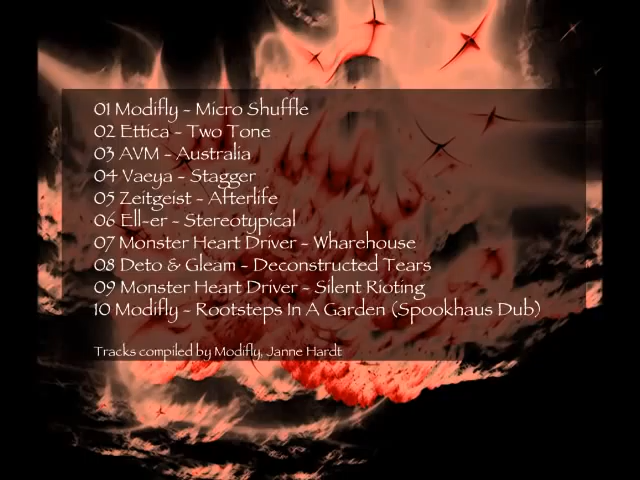 01 Modifly - Micro Shuffle
02 Ettica - Two Tone
03 AVM - Australia
04 Vaeya - Stagger
05 Zeitgeist - Afterlife
06 Ell-er - Stereotypical
07 Monster Heart Driver - Wharehouse
08 Deto & Gleam - Deconstructed Tears
09 Monster Heart Driver - Silent Rioting
10 Modifly - Rootsteps In A Garden (Spookhaus Dub)
Tracks compiled by Modifly, Janne Hardt